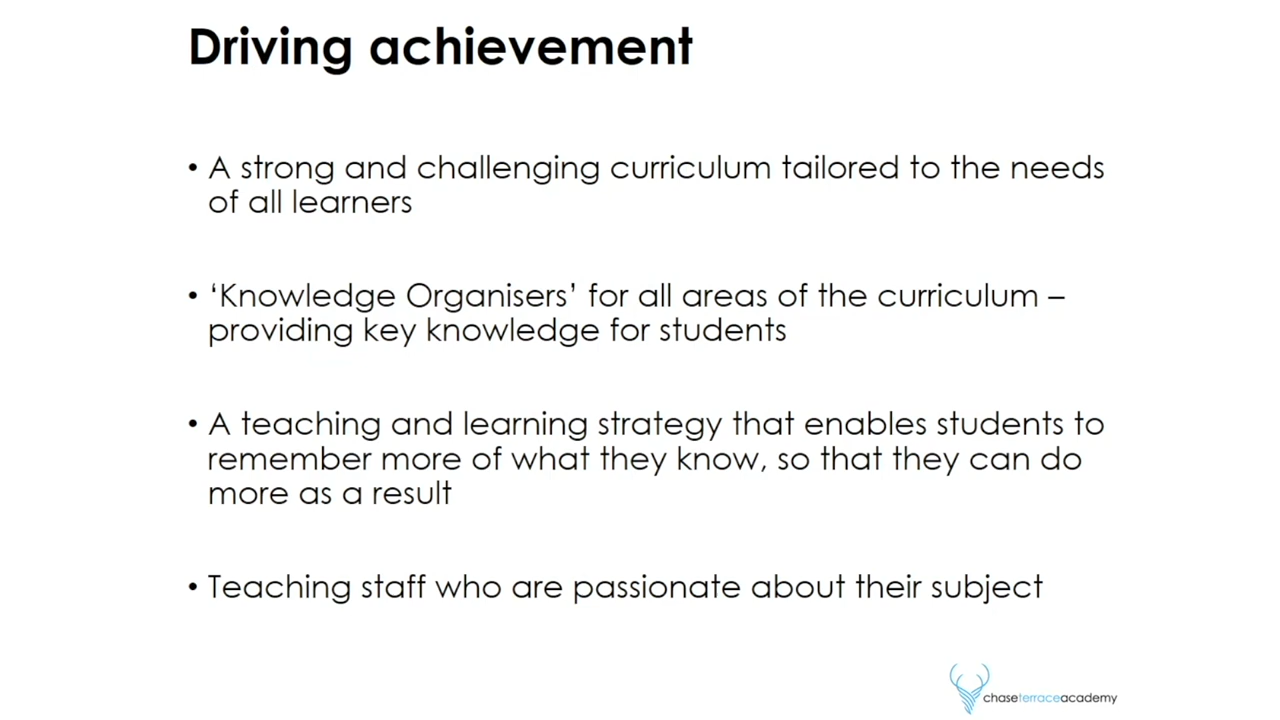 Driving achievement
• A strong and challenging curriculum tailored to the needs
of all learners
• ‘Knowledge Organisers’ for all areas of the curriculum –
providing key knowledge for students
• A teaching and learning strategy that enables students to
remember more of what they know, so that they can do
more as a result
• Teaching staff who are passionate about their subject
chaseterraceacademy